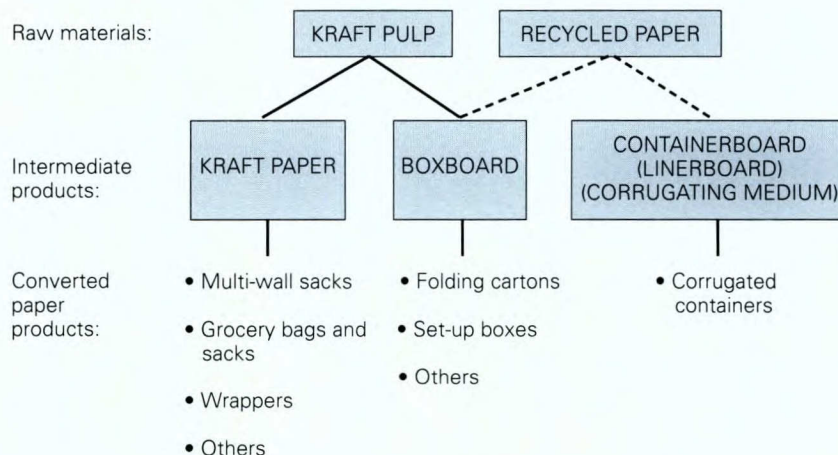 Raw materials:
KRAFT PULP
RECYCLED PAPER
Intermediate
products:
KRAFT PAPER
BOXBOARD
CONTAINERBOARD
(LINERBOARD)
(CORRUGATING MEDIUM)
Converted
paper
products:
• Multi-wall sacks
• Grocery bags and
sacks
• Wrappers
• Others
• Folding cartons
• Set-up boxes
• Others
• Corrugated
containers